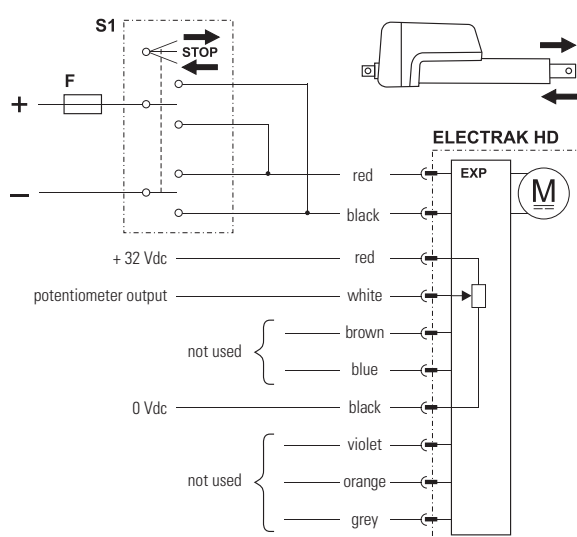 S1
STOP
F
+
–
ELECTRAK HD
EXP
M
red
black
+ 32 Vdc
red
potentiometer output
white
not used
brown
blue
0 Vdc
black
not used
violet
orange
grey